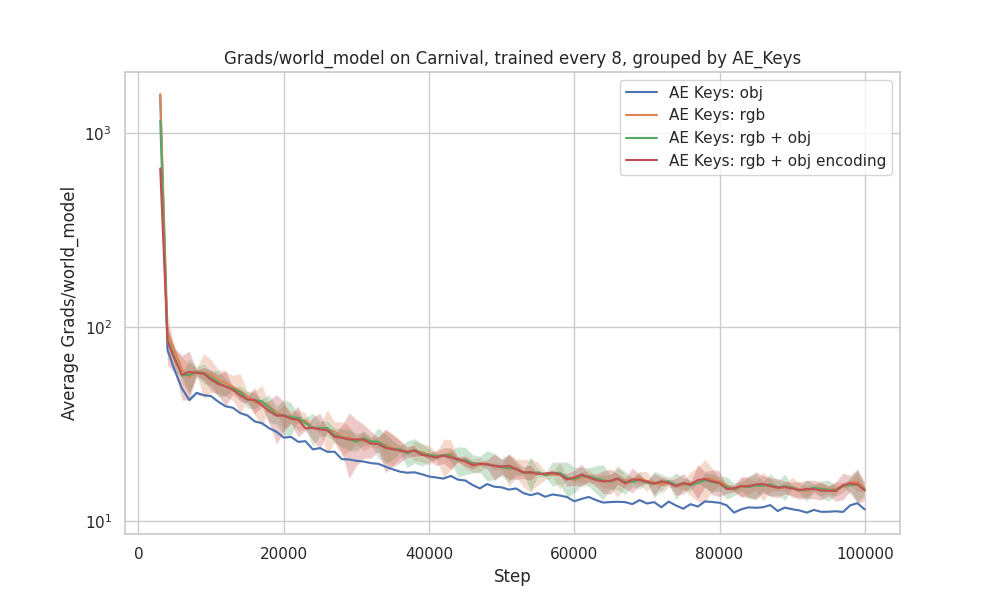 Grads/world_model on Carnival, trained every 8, grouped by AE_Keys
AE Keys: obj
AE Keys: rgb
AE Keys: rgb + obj
AE Keys: rgb + obj encoding
Average Grads/world_model
10³
10²
10¹
0 20000 40000 60000 80000 100000
Step